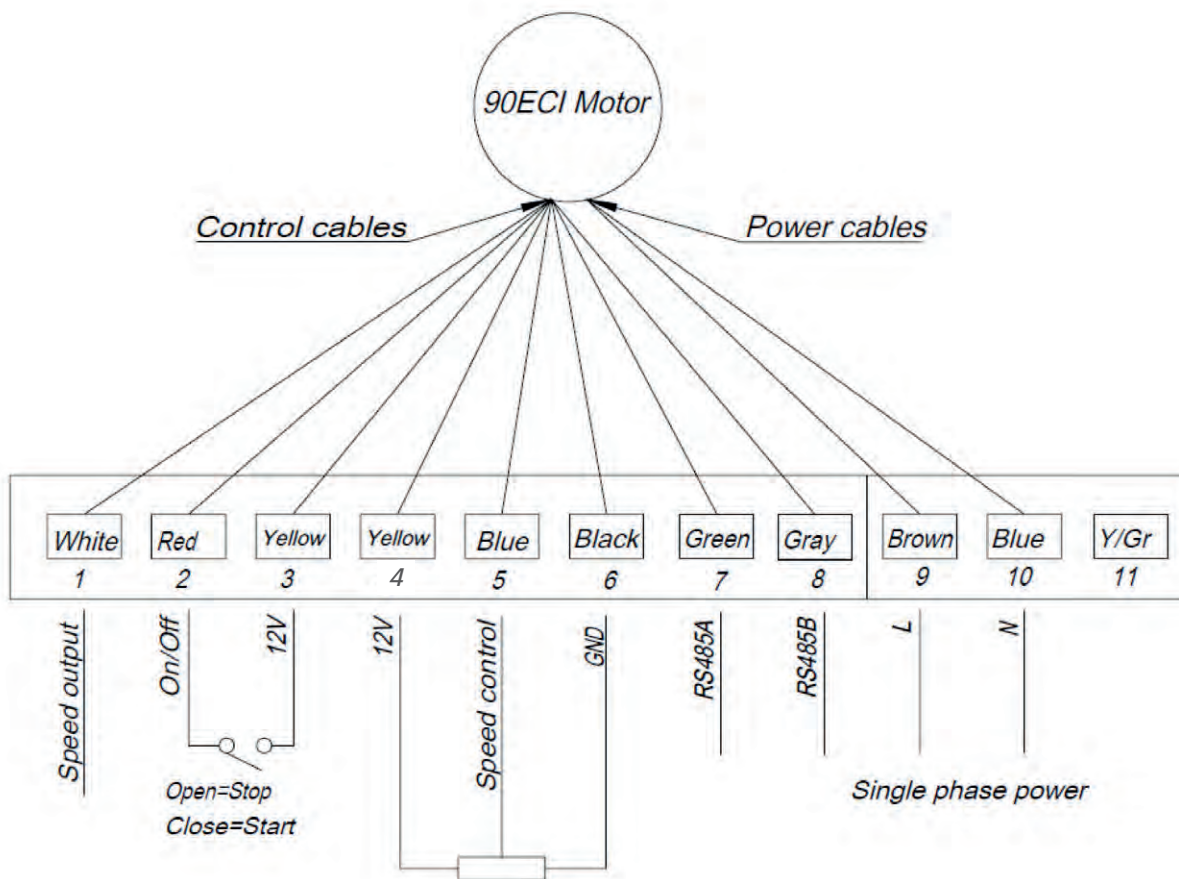 90ECI Motor
Control cables
Power cables
White Red Yellow Yellow Blue Black Green Gray Brown Blue Y/Gr
1 2 3 4 5 6 7 8 9 10 11
Speed output
On/Off
12V
12V
Speed control
GND
RS485A
RS485B
L
N
Open=Stop
Close=Start
Single phase power